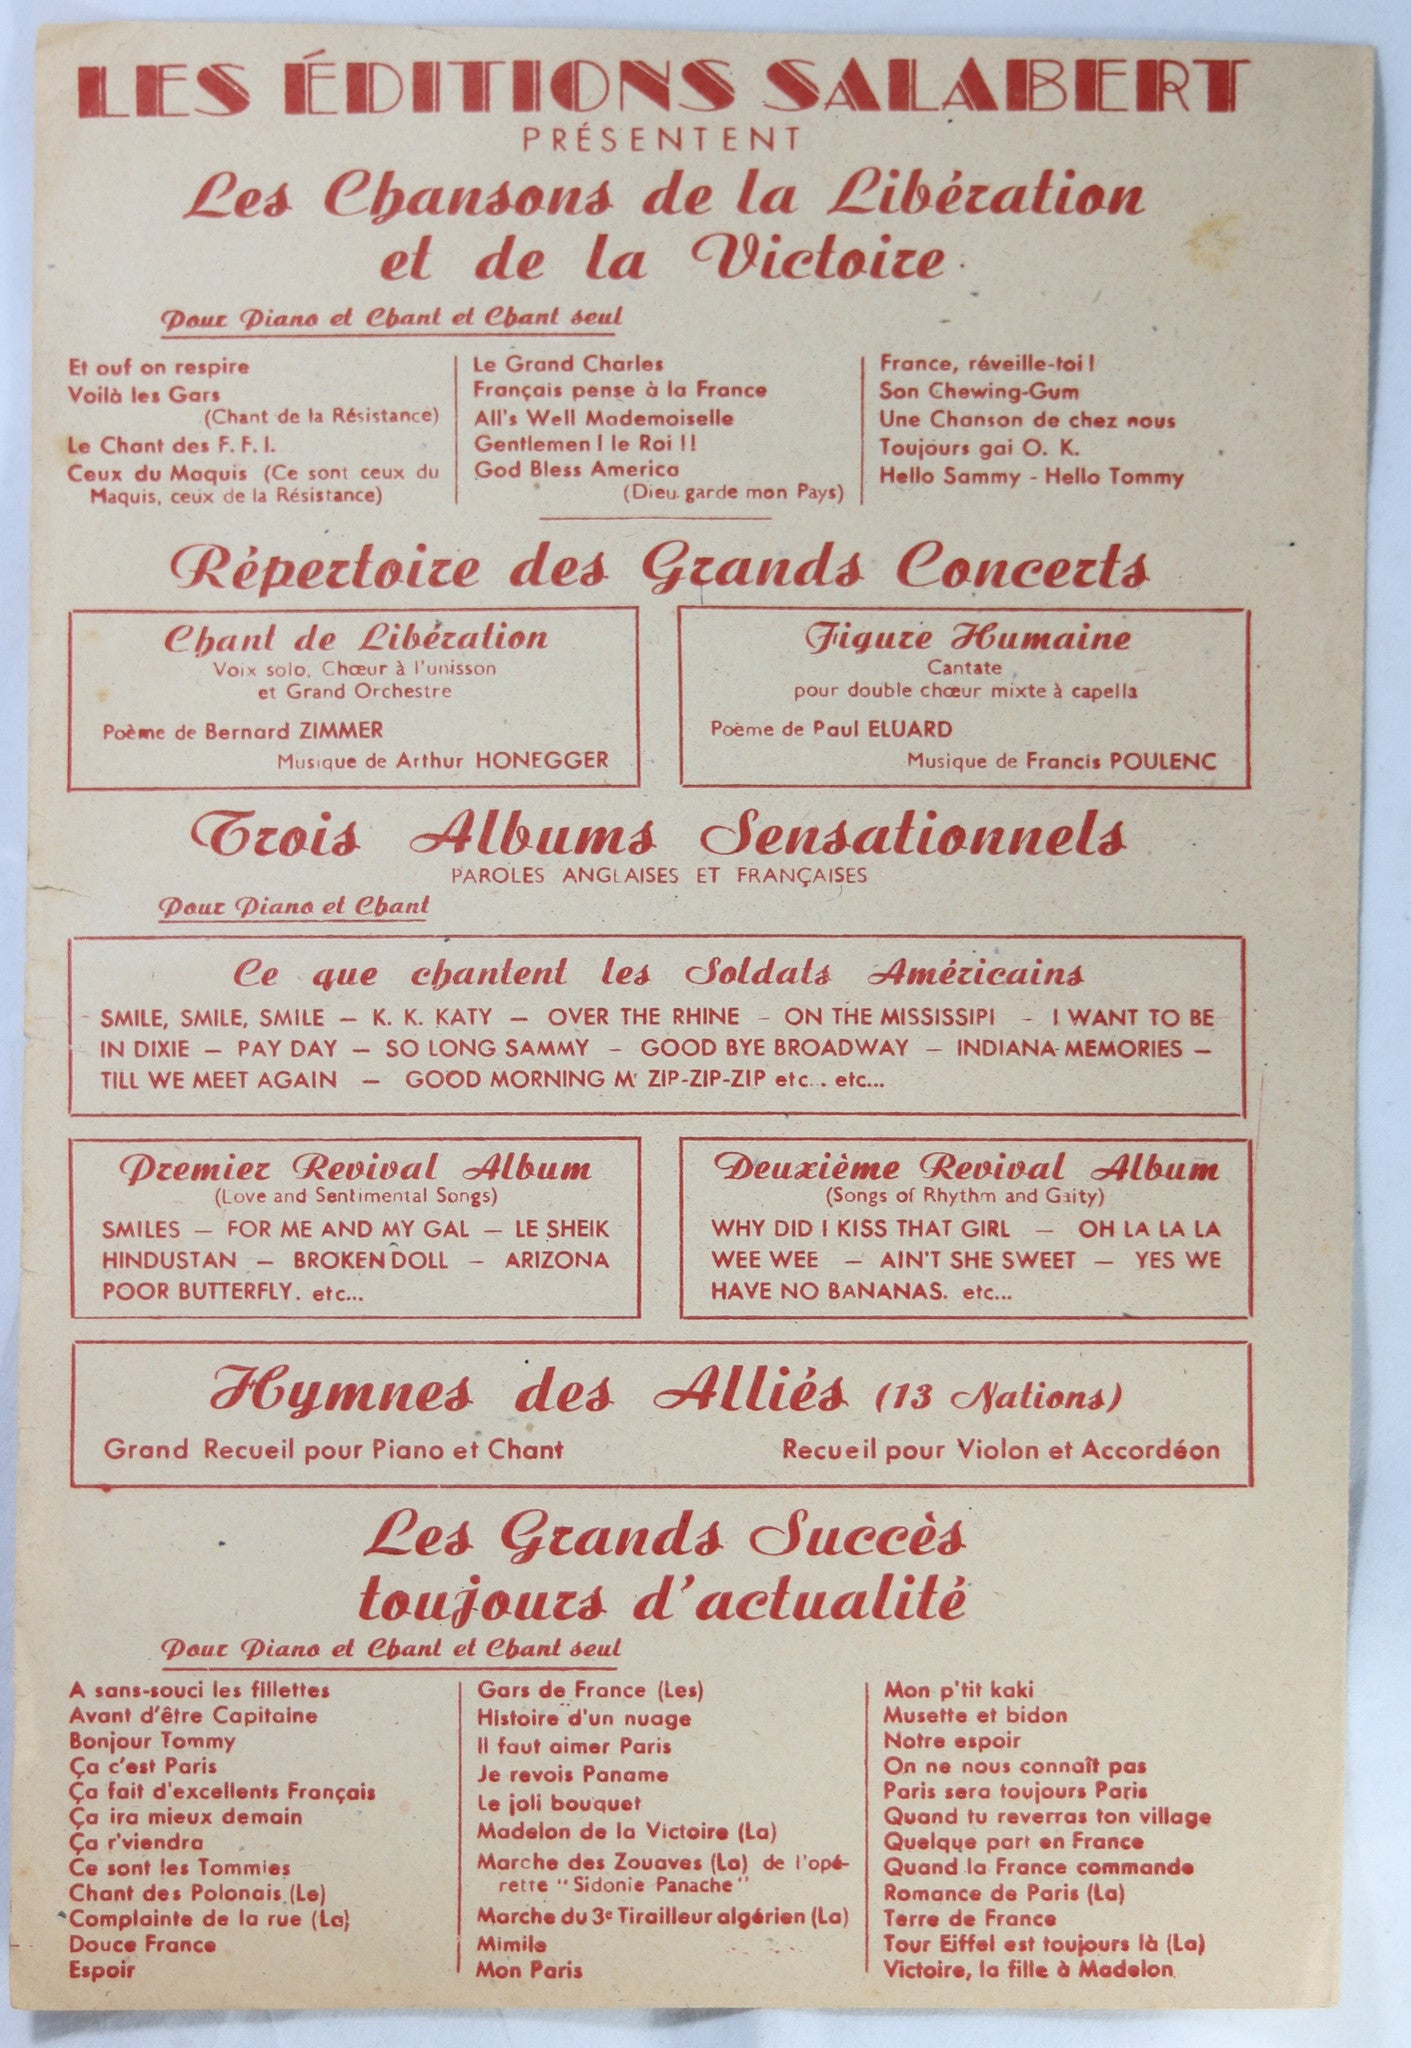 LES ÉDITIONS SALABERT
PRÉSENTENT
Les Chansons de la Libération
et de la Victoire
Pour Piano et Chant et Chant seul
Et ouf on respire
Voilà les Gars
(Chant de la Résistance)
Le Chant des F. F. I.
Ceux du Maquis (Ce sont ceux du
Maquis, ceux de la Résistance)
Le Grand Charles
Français pense à la France
All's Well Mademoiselle
Gentlemen ! le Roi !!
God Bless America
(Dieu garde mon Pays)
France, réveille-toi !
Son Chewing-Gum
Une Chanson de chez nous
Toujours gai O. K.
Hello Sammy - Hello Tommy
Répertoire des Grands Concerts
Chant de Libération
Voix solo, Chœur à l'unisson
et Grand Orchestre
Poème de Bernard ZIMMER
Musique de Arthur HONEGGER
Figure Humaine
Cantate
pour double chœur mixte à capella
Poème de Paul ELUARD
Musique de Francis POULENC
Trois Albums Sensationnels
PAROLES ANGLAISES ET FRANÇAISES
Pour Piano et Chant
Ce que chantent les Soldats Américains
SMILE, SMILE, SMILE — K. K. KATY — OVER THE RHINE — ON THE MISSISSIPI — I WANT TO BE
IN DIXIE — PAY DAY — SO LONG SAMMY — GOOD BYE BROADWAY — INDIANA MEMORIES —
TILL WE MEET AGAIN — GOOD MORNING Mr ZIP-ZIP-ZIP etc... etc...
Premier Revival Album
(Love and Sentimental Songs)
SMILES — FOR ME AND MY GAL — LE SHEIK
HINDUSTAN — BROKEN DOLL — ARIZONA
POOR BUTTERFLY. etc...
Deuxième Revival Album
(Songs of Rhythm and Gaity)
WHY DID I KISS THAT GIRL — OH LA LA LA
WEE WEE — AIN'T SHE SWEET — YES WE
HAVE NO BANANAS. etc...
Hymnes des Alliés (13 Nations)
Grand Recueil pour Piano et Chant
Recueil pour Violon et Accordéon
Les Grands Succès
toujours d'actualité
Pour Piano et Chant et Chant seul
A sans-souci les fillettes
Avant d'être Capitaine
Bonjour Tommy
Ça c'est Paris
Ça fait d'excellents Français
Ça ira mieux demain
Ça r'viendra
Ce sont les Tommies
Chant des Polonais (Le)
Complainte de la rue (La)
Douce France
Espoir
Gars de France (Les)
Histoire d'un nuage
Il faut aimer Paris
Je revois Paname
Le joli bouquet
Madelon de la Victoire (La)
Marche des Zouaves (La) de l'opé-
rette "Sidonie Panache"
Marche du 3e Tirailleur algérien (La)
Mimile
Mon Paris
Mon p'tit kaki
Musette et bidon
Notre espoir
On ne nous connaît pas
Paris sera toujours Paris
Quand tu reverras ton village
Quelque part en France
Quand la France commande
Romance de Paris (La)
Terre de France
Tour Eiffel est toujours là (La)
Victoire, la fille à Madelon